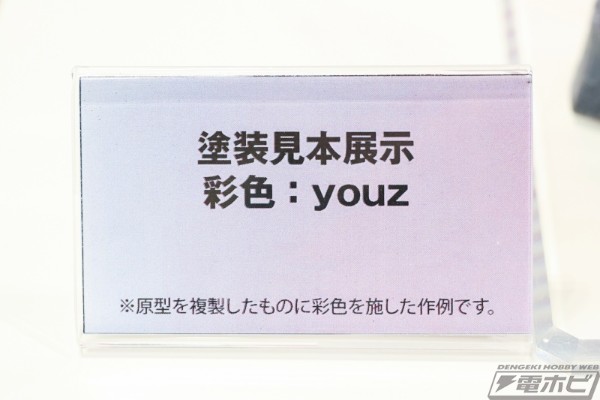 塗装見本展示
彩色：youz
※原型を複製したものに彩色を施した作例です。
DENGEKI HOBBY WEB
電ホビ